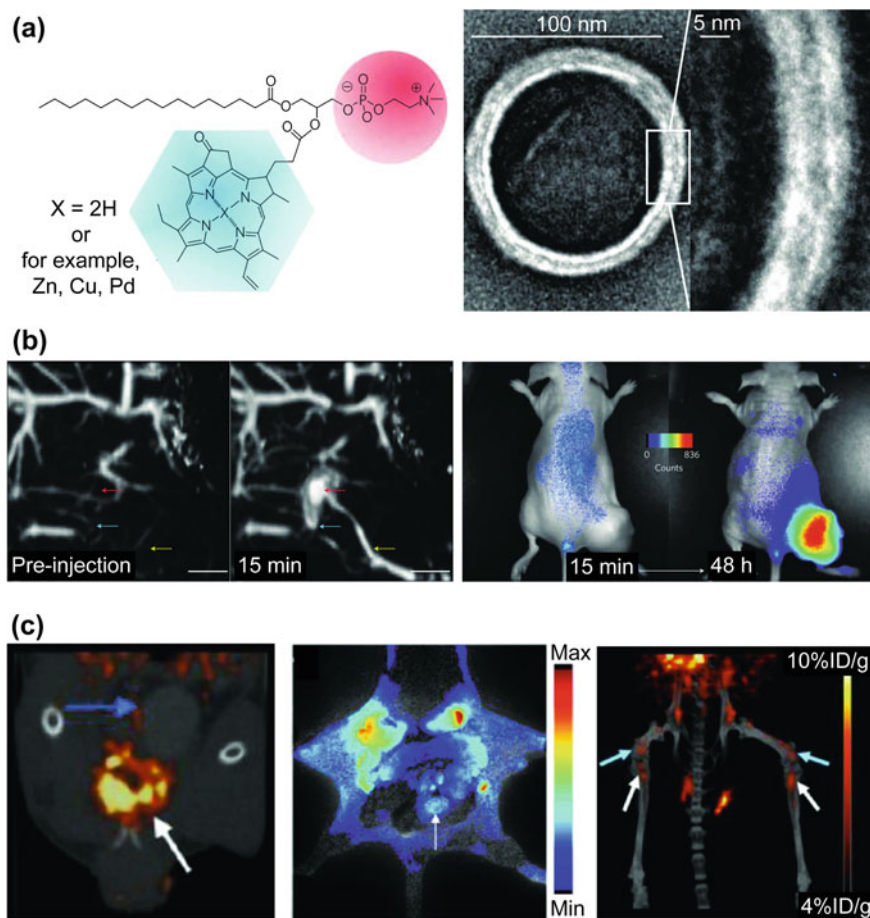 (a)
100 nm
5 nm
O
O
O
⊖
O
P
O
O
⊕
N
O
O
O
N
N
X
N
N
X = 2H
or
for example,
Zn, Cu, Pd
(b)
Pre-injection
15 min
0
836
Counts
15 min
48 h
(c)
Max
Min
10%ID/g
4%ID/g